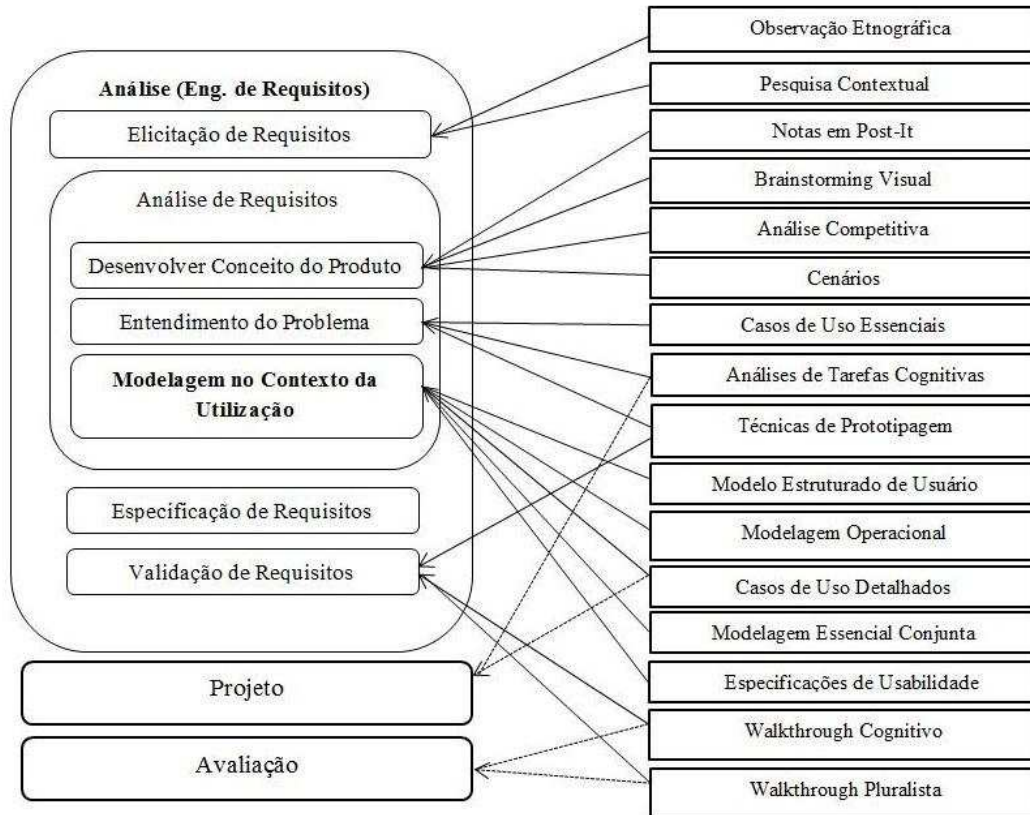 Análise (Eng. de Requisitos)
Elicitação de Requisitos
Análise de Requisitos
Desenvolver Conceito do Produto
Entendimento do Problema
Modelagem no Contexto da
Utilização
Especificação de Requisitos
Validação de Requisitos
Projeto
Avaliação
Observação Etnográfica
Pesquisa Contextual
Notas em Post-It
Brainstorming Visual
Análise Competitiva
Cenários
Casos de Uso Essenciais
Análises de Tarefas Cognitivas
Técnicas de Prototipagem
Modelo Estruturado de Usuário
Modelagem Operacional
Casos de Uso Detalhados
Modelagem Essencial Conjunta
Especificações de Usabilidade
Walkthrough Cognitivo
Walkthrough Pluralista